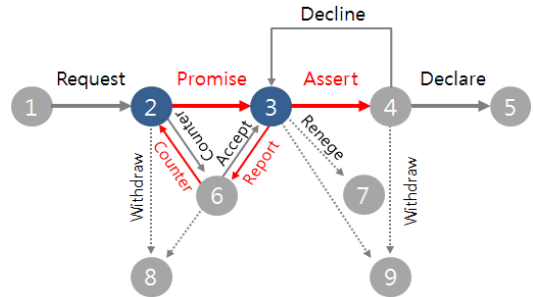 Decline
Request
Promise
Assert
Declare
1
2
3
4
5
Counter
Accept
Renege
Counter
Report
Withdraw
Withdraw
6
7
8
9